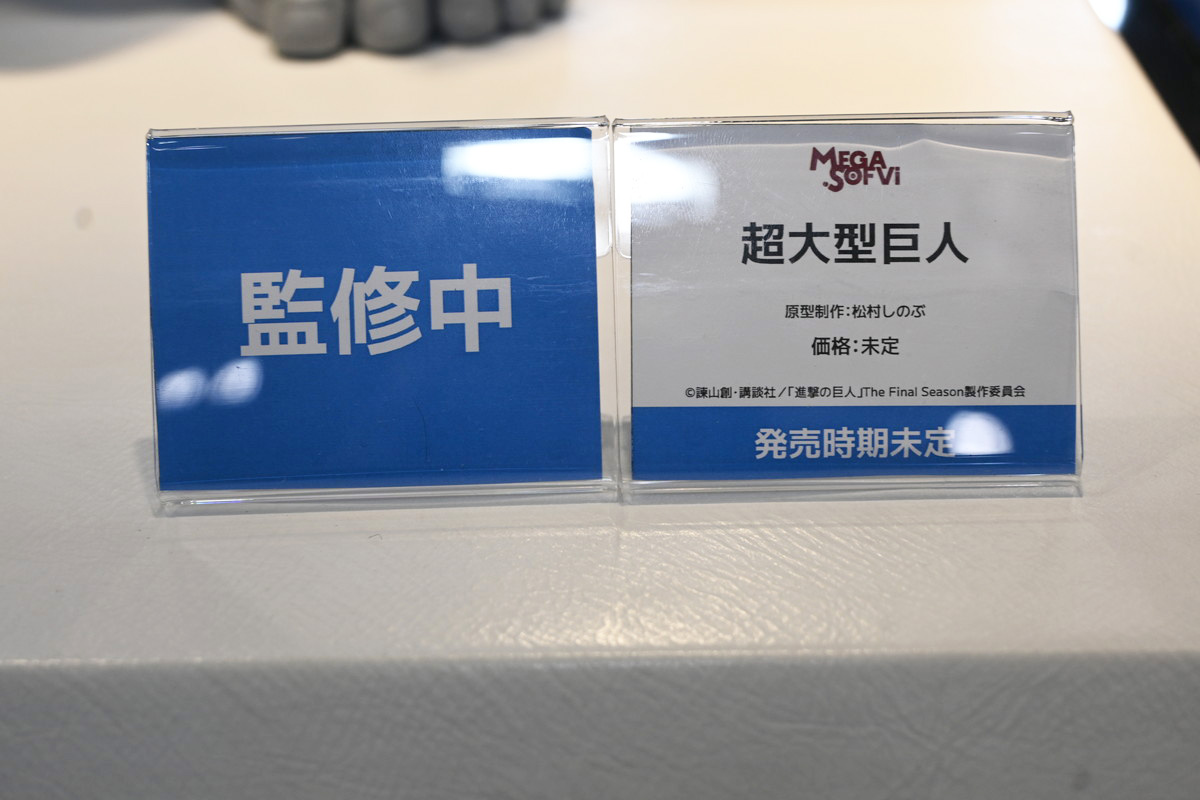 監修中
MEGA
SOFVi
超大型巨人
原型制作：松村しのぶ
価格：未定
©諫山創・講談社／「進撃の巨人」The Final Season製作委員会
発売時期未定